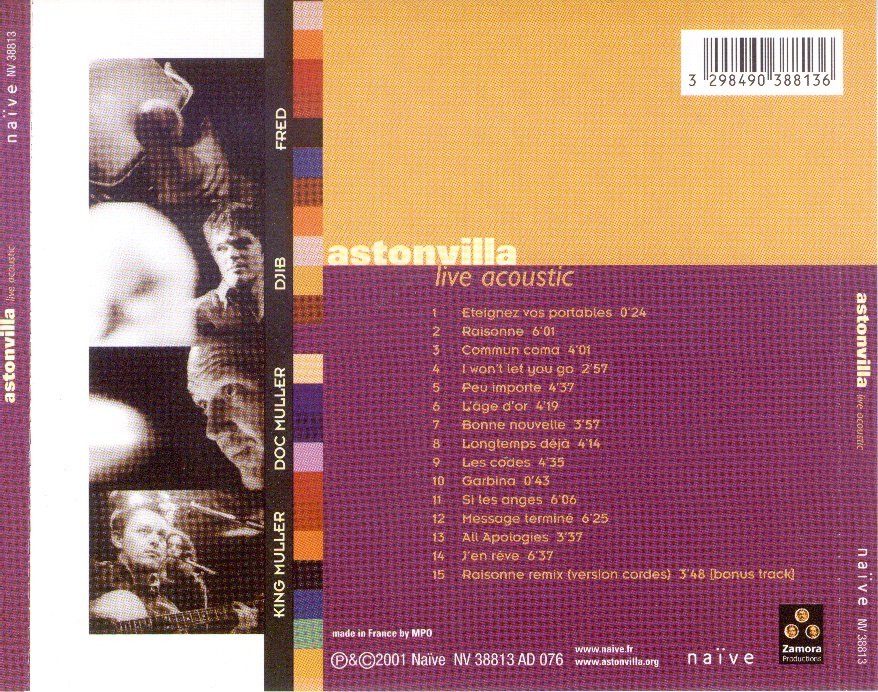 naïve NV 38813
astonvilla live acoustic
FRED
DJIB
DOC MULLER
KING MULLER
3 298490 388136
astonvilla
live acoustic
1 Eteignez vos portables 0'24
2 Raisonne 6'01
3 Commun coma 4'01
4 I won't let you go 2'57
5 Peu importe 4'37
6 L'âge d'or 4'19
7 Bonne nouvelle 3'57
8 Longtemps déjà 4'14
9 Les codes 4'35
10 Garbina 0'43
11 Si les anges 6'06
12 Message terminé 6'25
13 All Apologies 3'37
14 J'en rêve 6'37
15 Raisonne remix (version cordes) 3'48 [bonus track]
made in France by MPO
℗&©2001 Naïve NV 38813 AD 076
www.naive.fr
www.astonvilla.org
naïve
Zamora
Productions
astonvilla live acoustic
naïve NV 38813